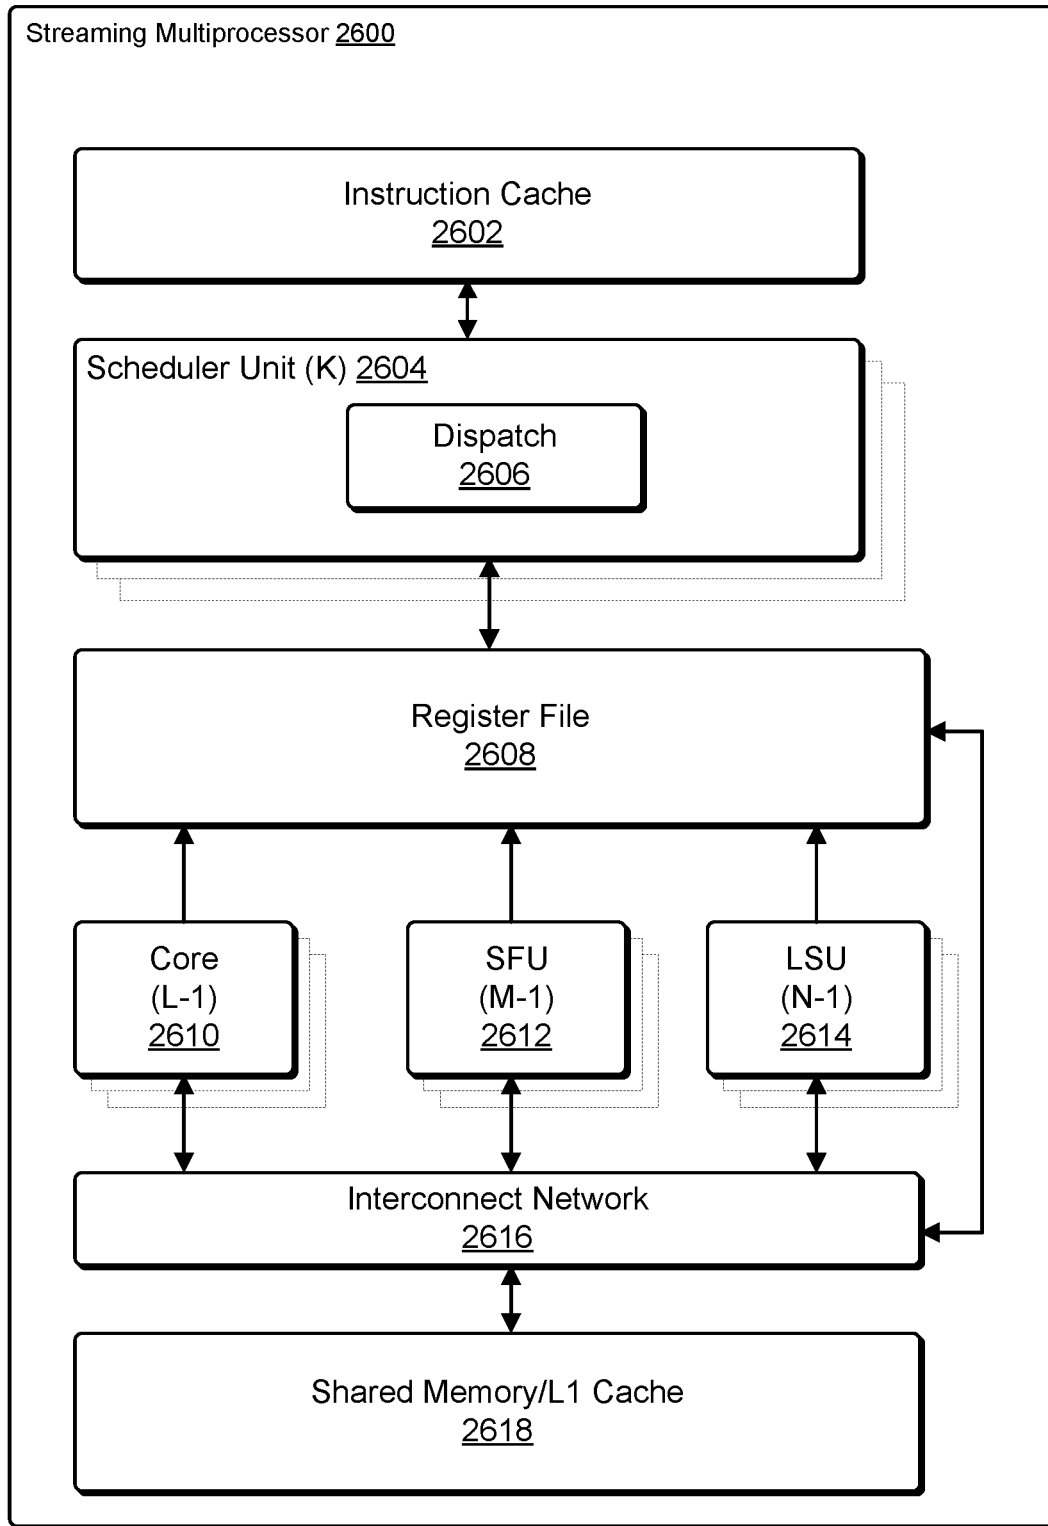 Streaming Multiprocessor 2600
Instruction Cache
2602
Scheduler Unit (K) 2604
Dispatch
2606
Register File
2608
Core
(L-1)
2610
SFU
(M-1)
2612
LSU
(N-1)
2614
Interconnect Network
2616
Shared Memory/L1 Cache
2618